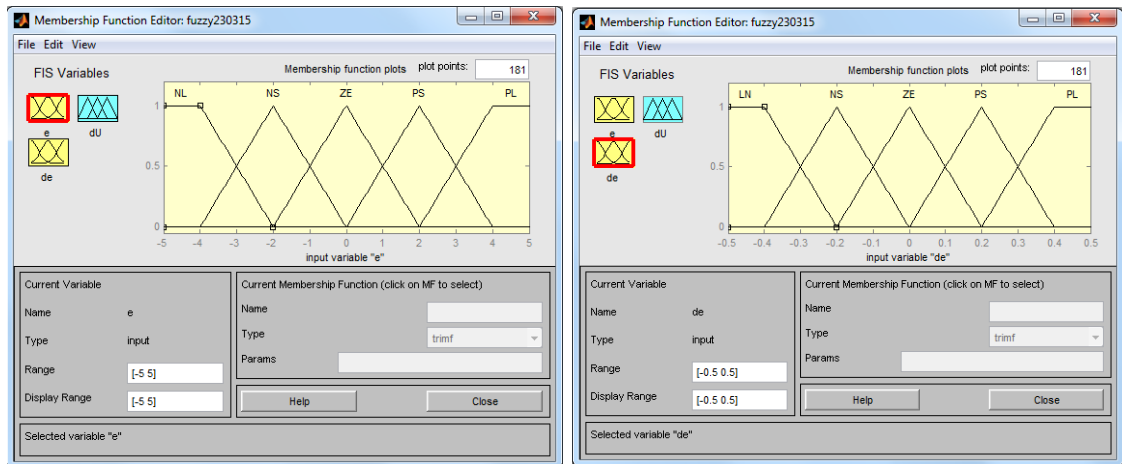 Membership Function Editor: fuzzy230315
File Edit View
FIS Variables
Membership function plots plot points: 181
NL NS ZE PS PL
e dU
de
1
0.5
0
-5 -4 -3 -2 -1 0 1 2 3 4 5
input variable "e"
Current Variable
Name e
Type input
Range [-5 5]
Display Range [-5 5]
Current Membership Function (click on MF to select)
Name
Type trimf
Params
Help Close
Selected variable "e"
Membership Function Editor: fuzzy230315
File Edit View
FIS Variables
Membership function plots plot points: 181
LN NS ZE PS PL
e dU
de
1
0.5
0
-0.5 -0.4 -0.3 -0.2 -0.1 0 0.1 0.2 0.3 0.4 0.5
input variable "de"
Current Variable
Name de
Type input
Range [-0.5 0.5]
Display Range [-0.5 0.5]
Current Membership Function (click on MF to select)
Name
Type trimf
Params
Help Close
Selected variable "de"